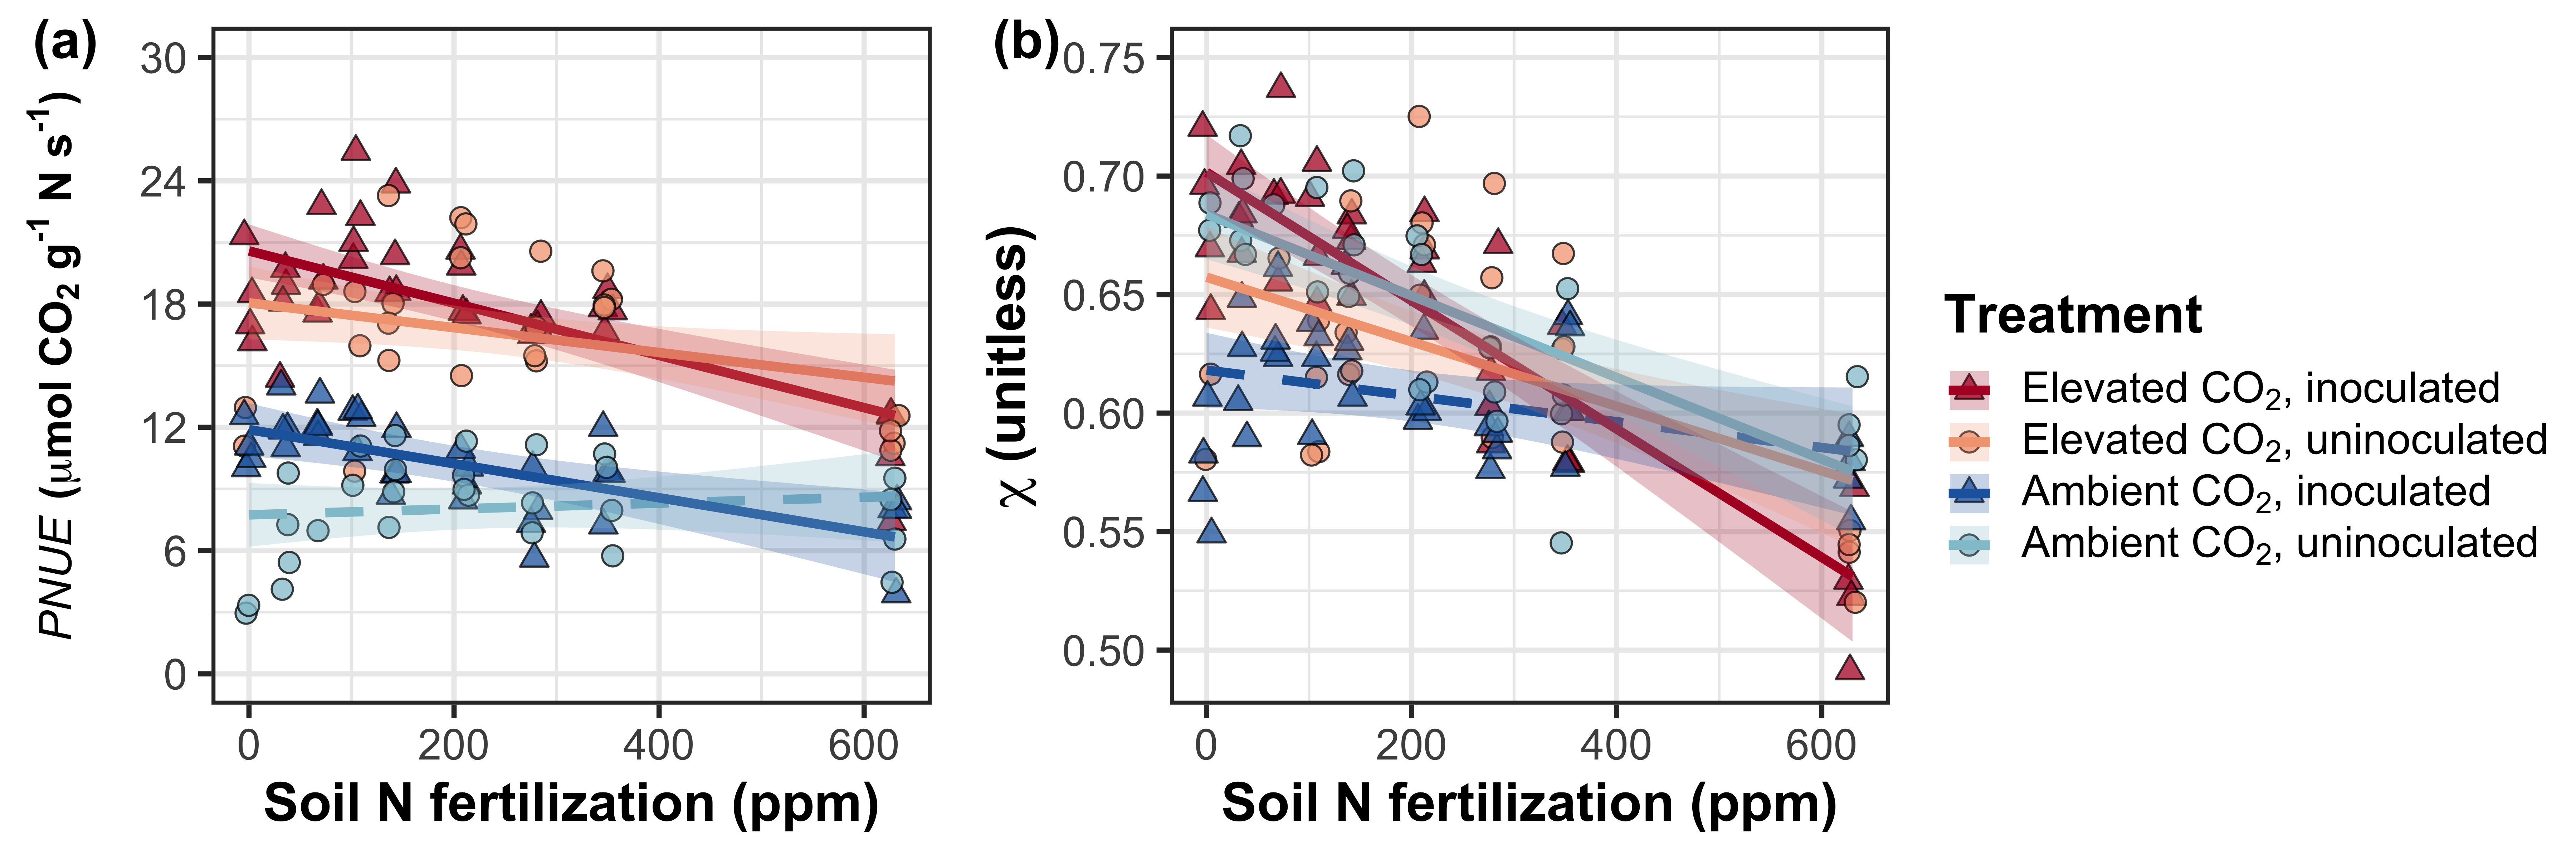 (a)
PNUE (μmol CO₂ g⁻¹ N s⁻¹)
30
24
18
12
6
0
0 200 400 600
Soil N fertilization (ppm)
(b)
χ (unitless)
0.75
0.70
0.65
0.60
0.55
0.50
0 200 400 600
Soil N fertilization (ppm)
Treatment
Elevated CO₂, inoculated
Elevated CO₂, uninoculated
Ambient CO₂, inoculated
Ambient CO₂, uninoculated